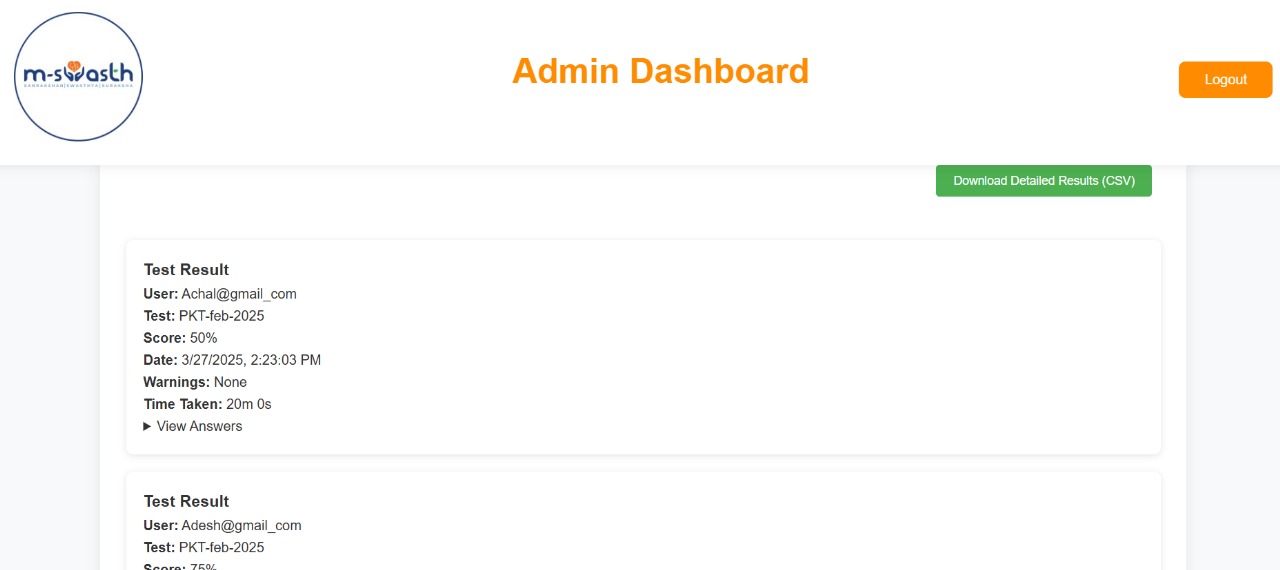 m-swasth
SANRAKSHAN|SWASTHYA|SURAKSHA
Admin Dashboard
Logout
Download Detailed Results (CSV)
Test Result
User: Achal@gmail_com
Test: PKT-feb-2025
Score: 50%
Date: 3/27/2025, 2:23:03 PM
Warnings: None
Time Taken: 20m 0s
View Answers
Test Result
User: Adesh@gmail_com
Test: PKT-feb-2025
Score: 75%